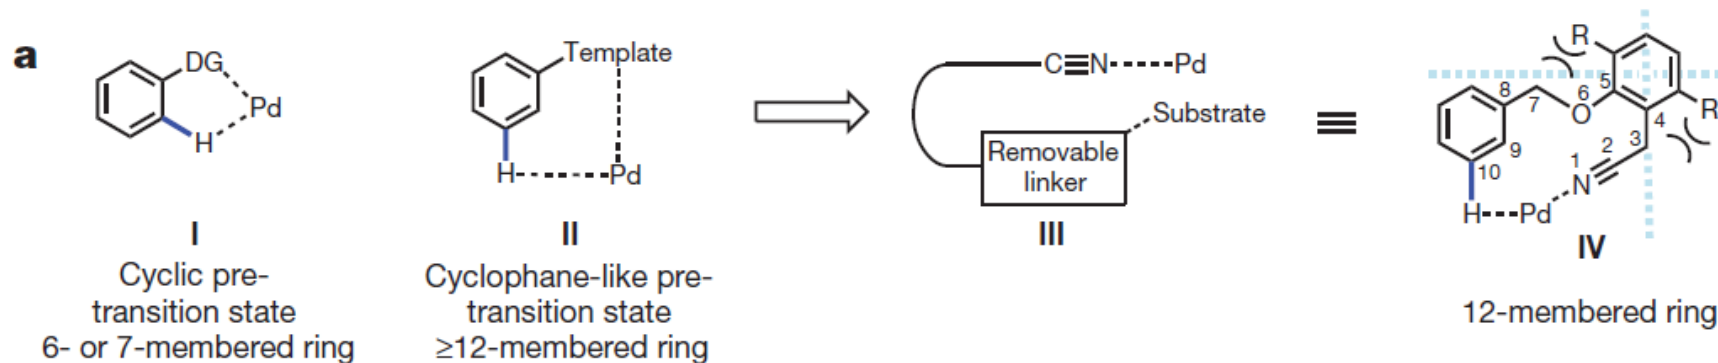 a
DG
Pd
H
I
Cyclic pre-
transition state
6- or 7-membered ring
Template
H
Pd
II
Cyclophane-like pre-
transition state
≥12-membered ring
C≡N
Pd
Substrate
Removable
linker
III
≡
R
5
8
6
7
O
4
R
3
9
2
1
10
N
H
Pd
IV
12-membered ring